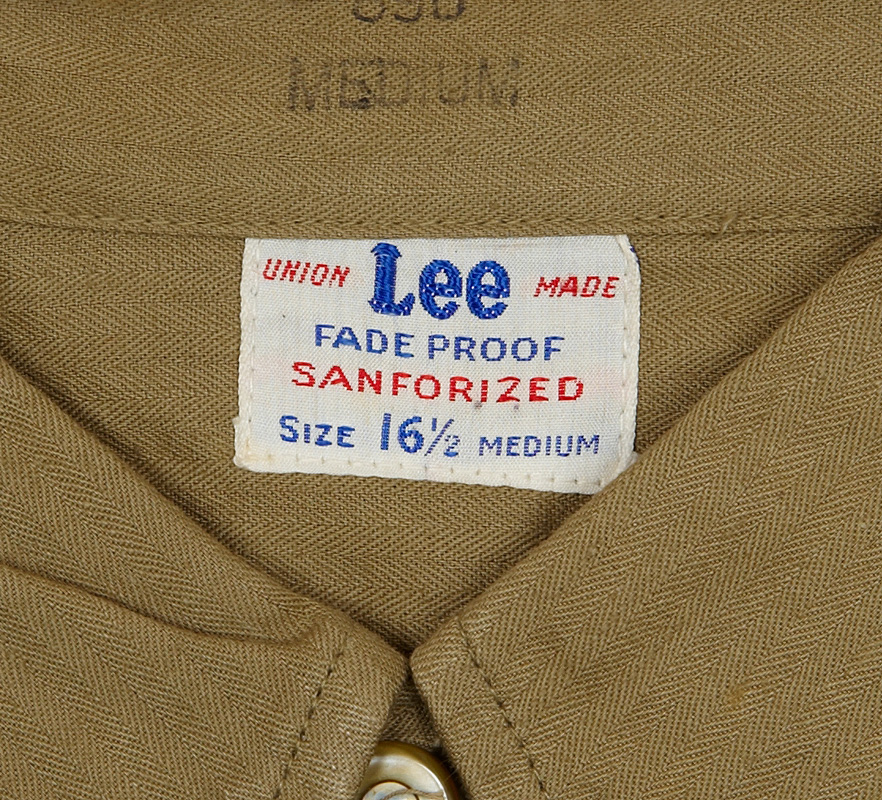 MEDIUM
UNION Lee MADE
FADE PROOF
SANFORIZED
SIZE 16½ MEDIUM